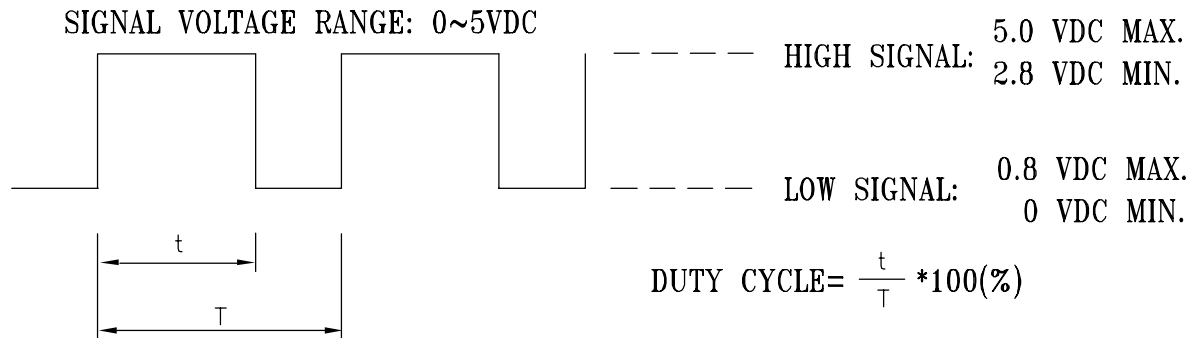 SIGNAL VOLTAGE RANGE: 0~5VDC
HIGH SIGNAL: 5.0 VDC MAX.
2.8 VDC MIN.
LOW SIGNAL: 0.8 VDC MAX.
0 VDC MIN.
t
T
DUTY CYCLE= t/T *100(%)